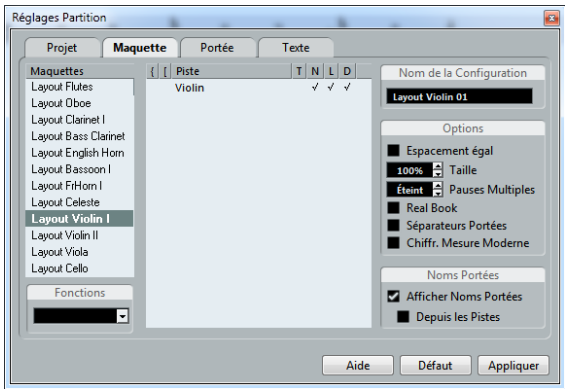 Réglages Partition
Projet Maquette Portée Texte
Maquettes
Layout Flutes
Layout Oboe
Layout Clarinet I
Layout Bass Clarinet
Layout English Horn
Layout Bassoon I
Layout FrHorn I
Layout Celeste
Layout Violin I
Layout Violin II
Layout Viola
Layout Cello
Fonctions
{ [ Piste T N L D
Violin ✓ ✓ ✓
Nom de la Configuration
Layout Violin 01
Options
Espacement égal
100% Taille
Éteint Pauses Multiples
Real Book
Séparateurs Portées
Chiffr. Mesure Moderne
Noms Portées
Afficher Noms Portées
Depuis les Pistes
Aide Défaut Appliquer